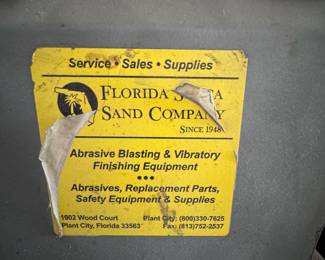 Service • Sales • Supplies
FLORIDA
SAND COMPANY
SINCE 1948
Abrasive Blasting & Vibratory
Finishing Equipment
•••
Abrasives, Replacement Parts,
Safety Equipment & Supplies
1902 Wood Court Plant City: (800)330-7625
Plant City, Florida 33563 Fax: (813)752-2537